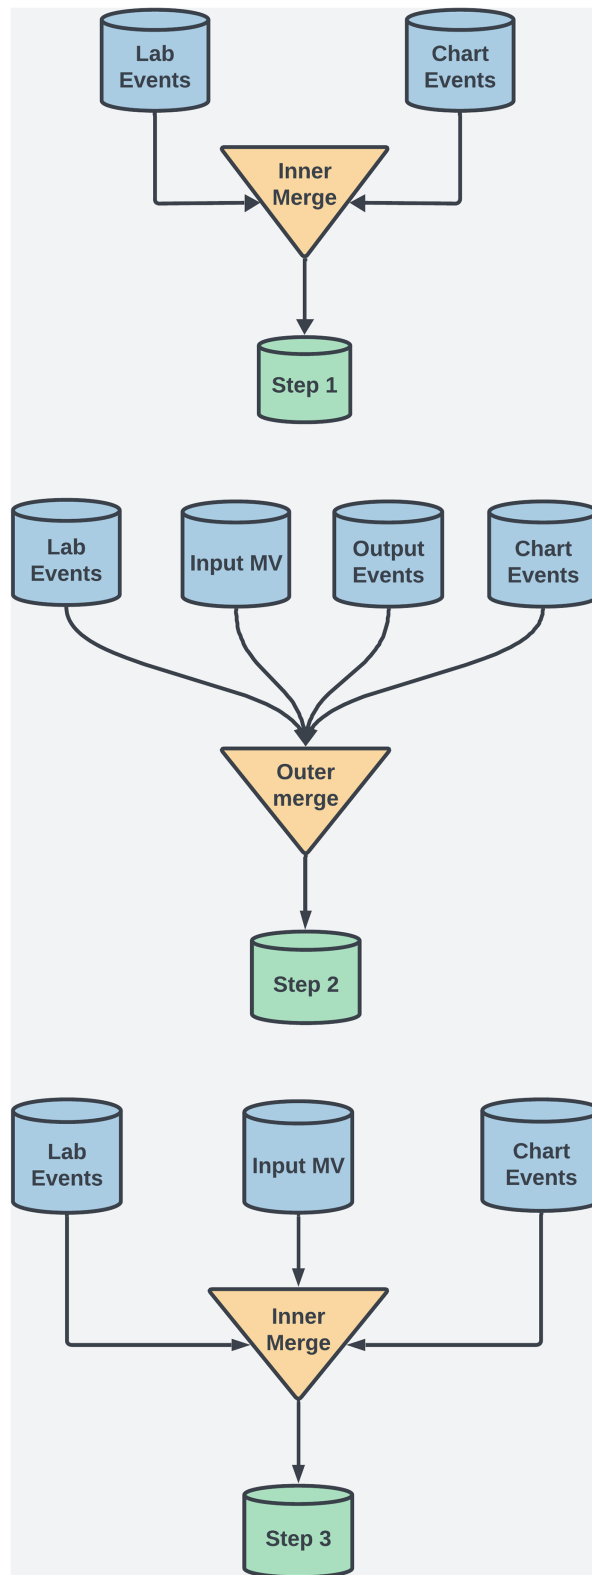 Lab
Events
Chart
Events
Inner
Merge
Step 1
Lab
Events
Input MV
Output
Events
Chart
Events
Outer
merge
Step 2
Lab
Events
Input MV
Chart
Events
Inner
Merge
Step 3